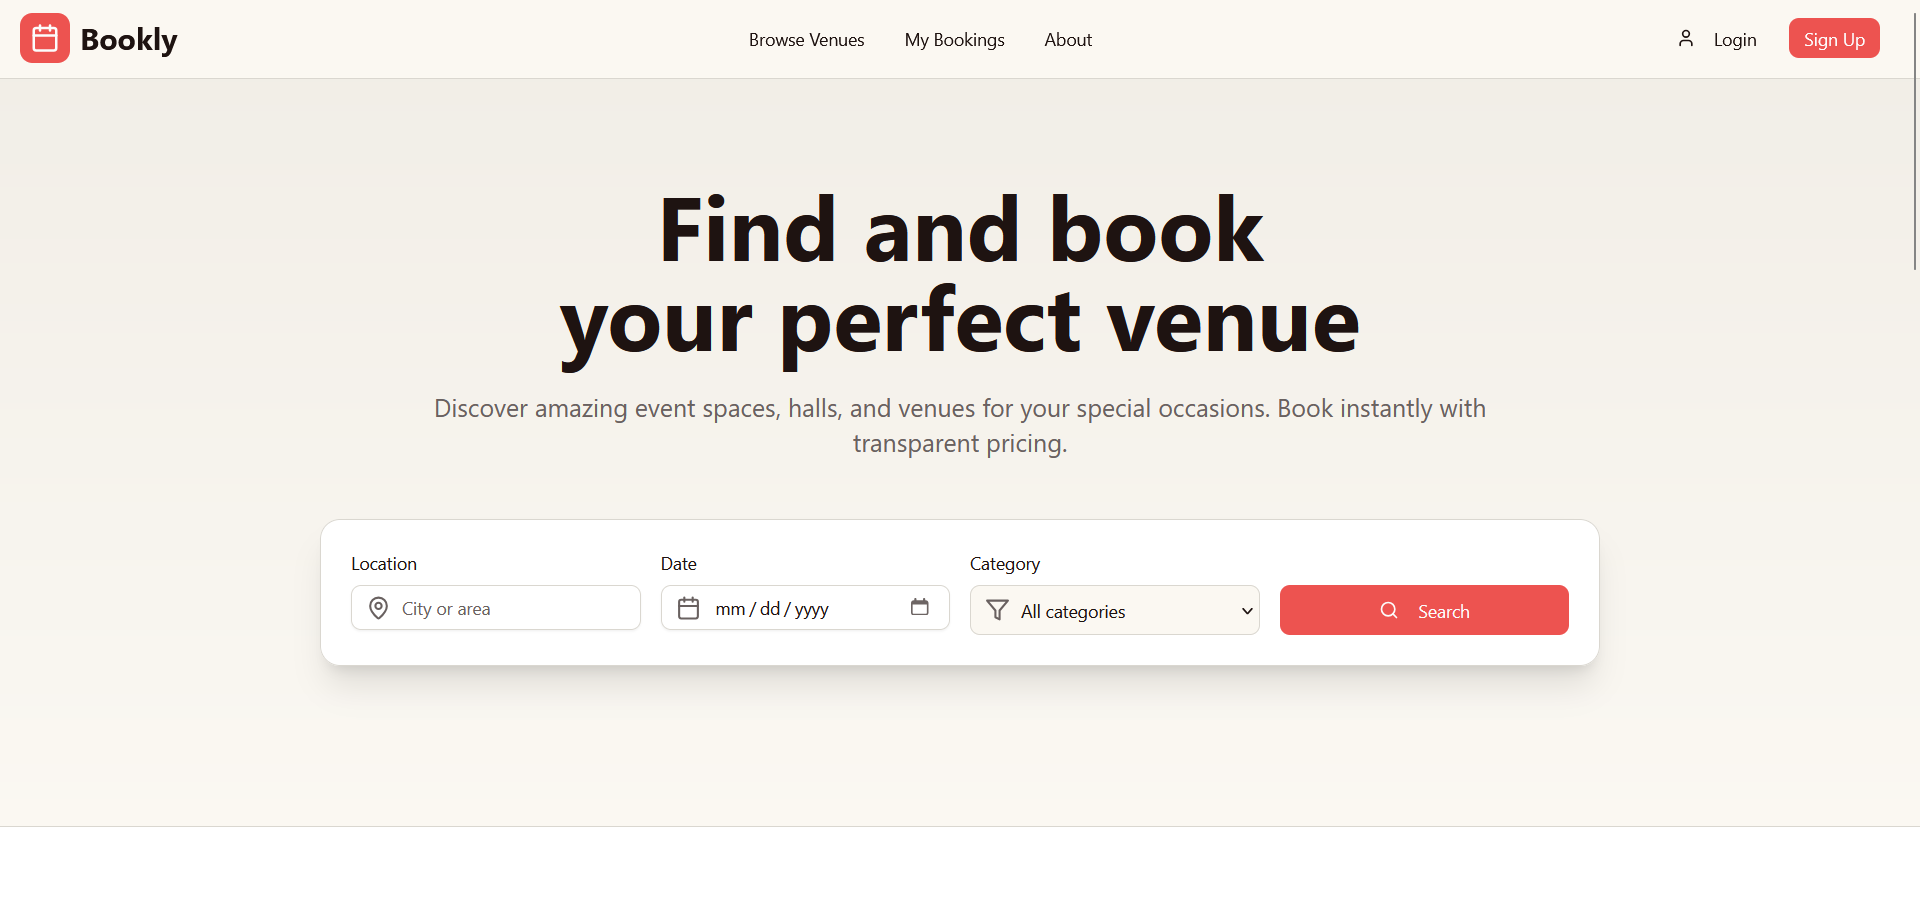 Bookly
Browse Venues
My Bookings
About
Login
Sign Up
Find and book
your perfect venue
Discover amazing event spaces, halls, and venues for your special occasions. Book instantly with
transparent pricing.
Location
City or area
Date
mm / dd / yyyy
Category
All categories
Search